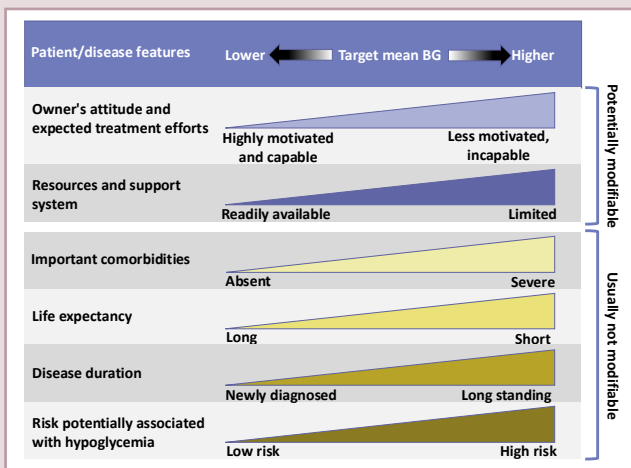 Patient/disease features
Lower Target mean BG Higher
Owner's attitude and
expected treatment efforts
Highly motivated
and capable
Less motivated,
incapable
Resources and support
system
Readily available
Limited
Potentially modifiable
Important comorbidities
Absent
Severe
Life expectancy
Long
Short
Disease duration
Newly diagnosed
Long standing
Risk potentially associated
with hypoglycemia
Low risk
High risk
Usually not modifiable